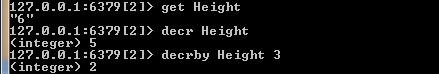 127.0.0.1:6379[2]> get Height
"6"
127.0.0.1:6379[2]> decr Height
(integer) 5
127.0.0.1:6379[2]> decrby Height 3
(integer) 2